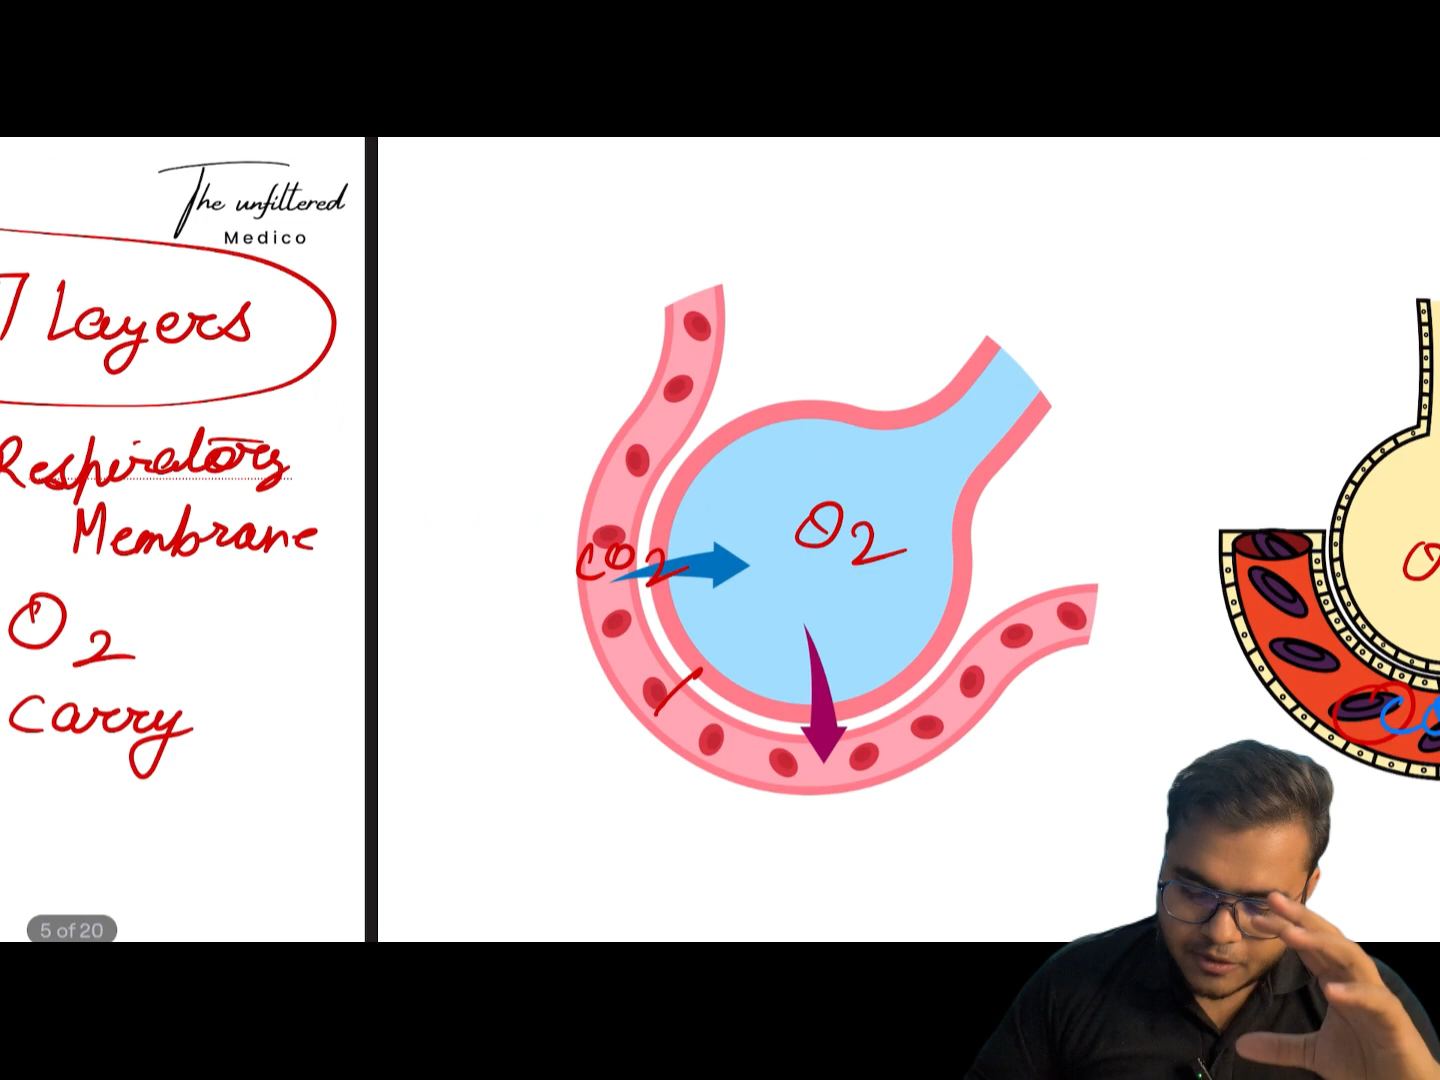 The unfiltered
Medico
7 Layers
Respiratory
Membrane
O2
carry
CO2
O2
5 of 20